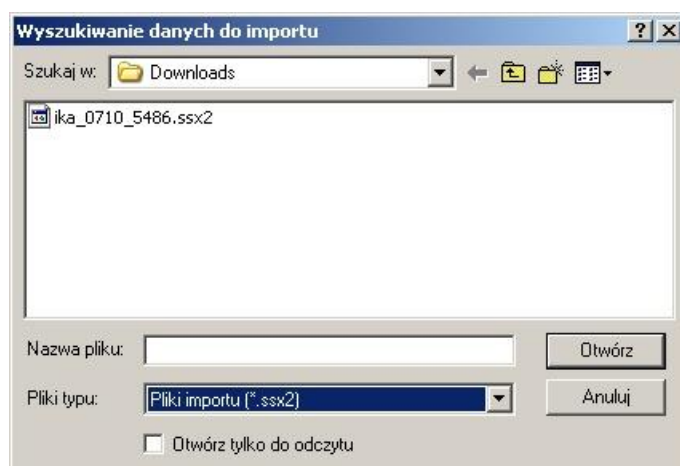 Wyszukiwanie danych do importu
Szukaj w: Downloads
ika_0710_5486.ssx2
Nazwa pliku: Otwórz
Pliki typu: Pliki importu (*.ssx2) Anuluj
Otwórz tylko do odczytu